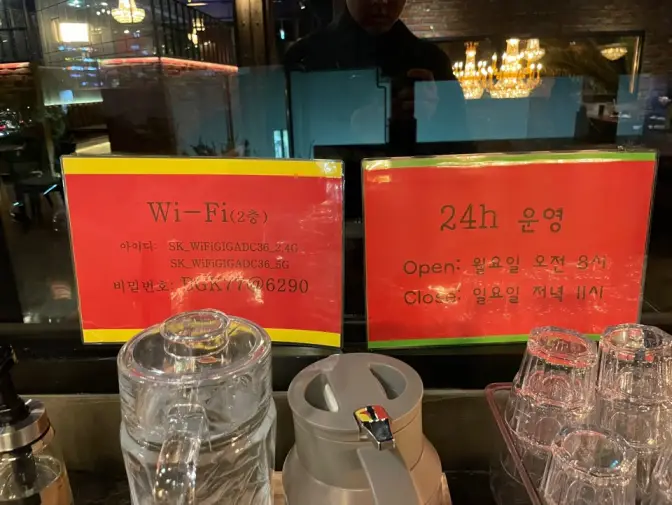 Wi-Fi(2층)
아이디: SK_WiFiGIGADC36_2.4G
SK_WiFiGIGADC36_5G
비밀번호: EGK77@6290
24h 운영
Open: 월요일 오전 8시
Close: 일요일 저녁 11시